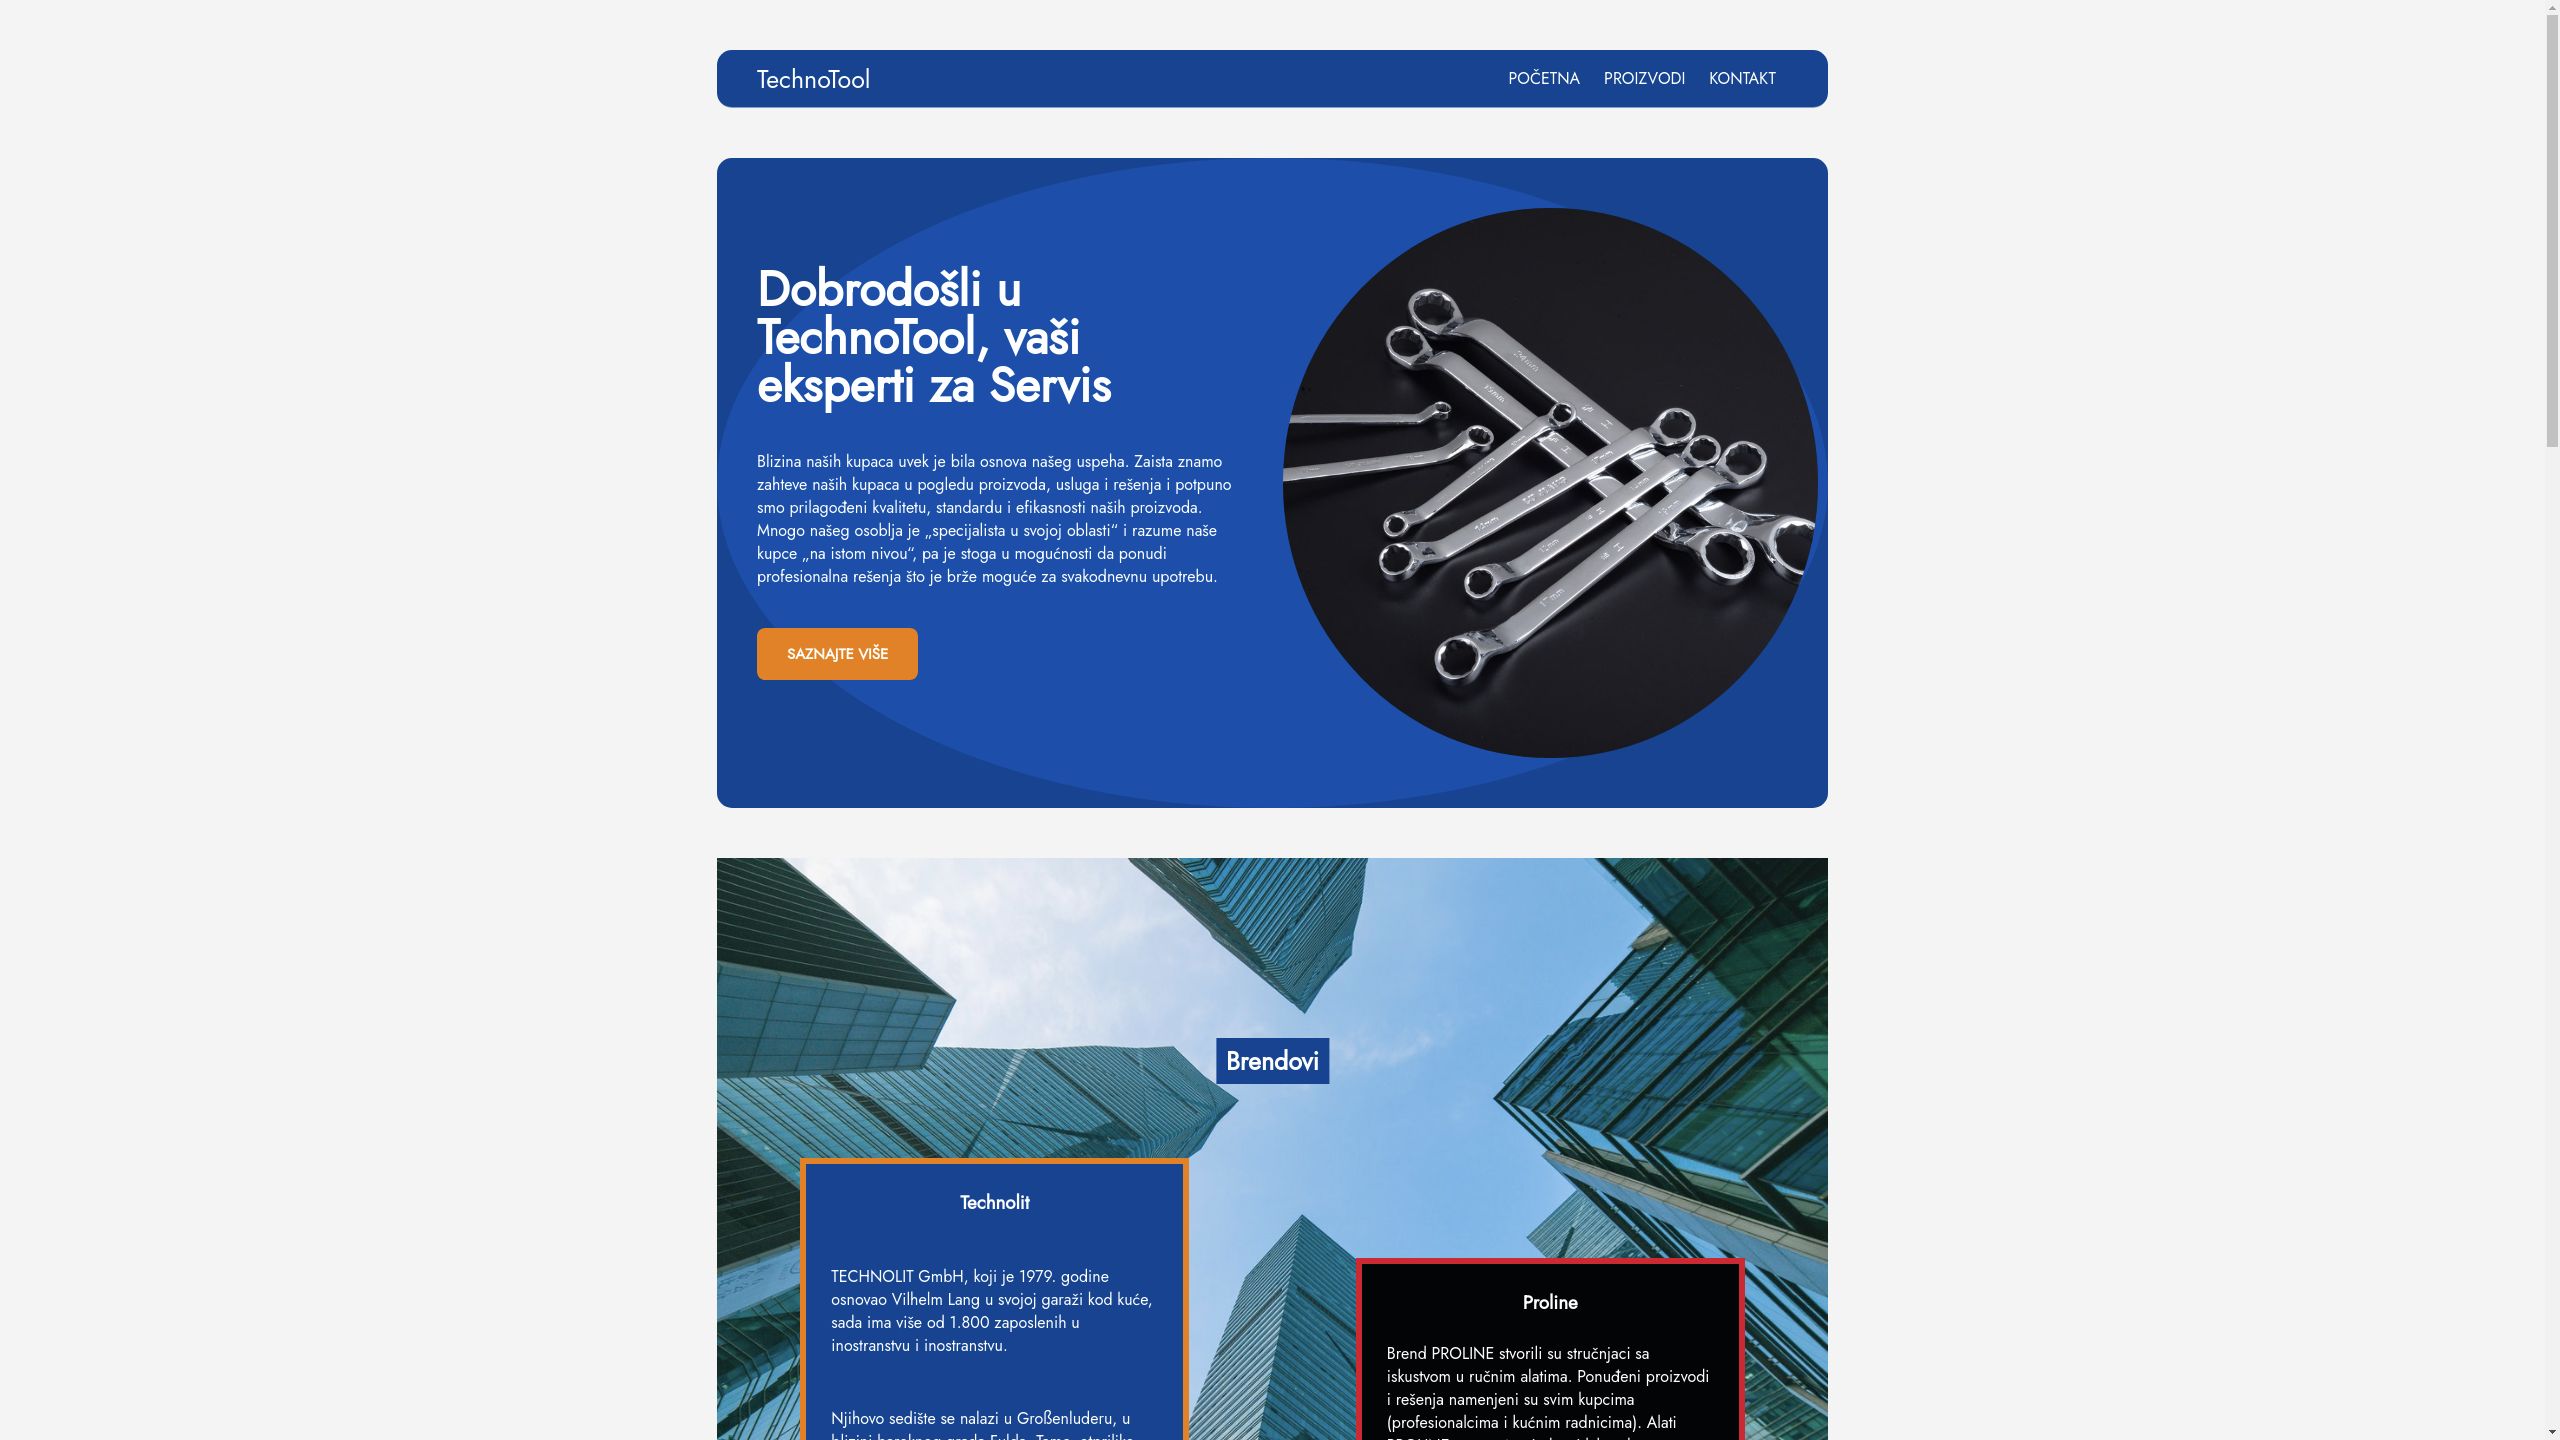 TechnoTool
POČETNA PROIZVODI KONTAKT
Dobrodošli u
TechnoTool, vaši
eksperti za Servis
Blizina naših kupaca uvek je bila osnova našeg uspeha. Zaista znamo
zahteve naših kupaca u pogledu proizvoda, usluga i rešenja i potpuno
smo prilagođeni kvalitetu, standardu i efikasnosti naših proizvoda.
Mnogo našeg osoblja je „specijalista u svojoj oblasti“ i razume naše
kupce „na istom nivou“, pa je stoga u mogućnosti da ponudi
profesionalna rešenja što je brže moguće za svakodnevnu upotrebu.
SAZNAJTE VIŠE
Brendovi
Technolit
TECHNOLIT GmbH, koji je 1979. godine
osnovao Vilhelm Lang u svojoj garaži kod kuće,
sada ima više od 1.800 zaposlenih u
inostranstvu i inostranstvu.
Njihovo sedište se nalazi u Großenluderu, u
Proline
Brend PROLINE stvorili su stručnjaci sa
iskustvom u ručnim alatima. Ponuđeni proizvodi
i rešenja namenjeni su svim kupcima
(profesionalcima i kućnim radnicima). Alati